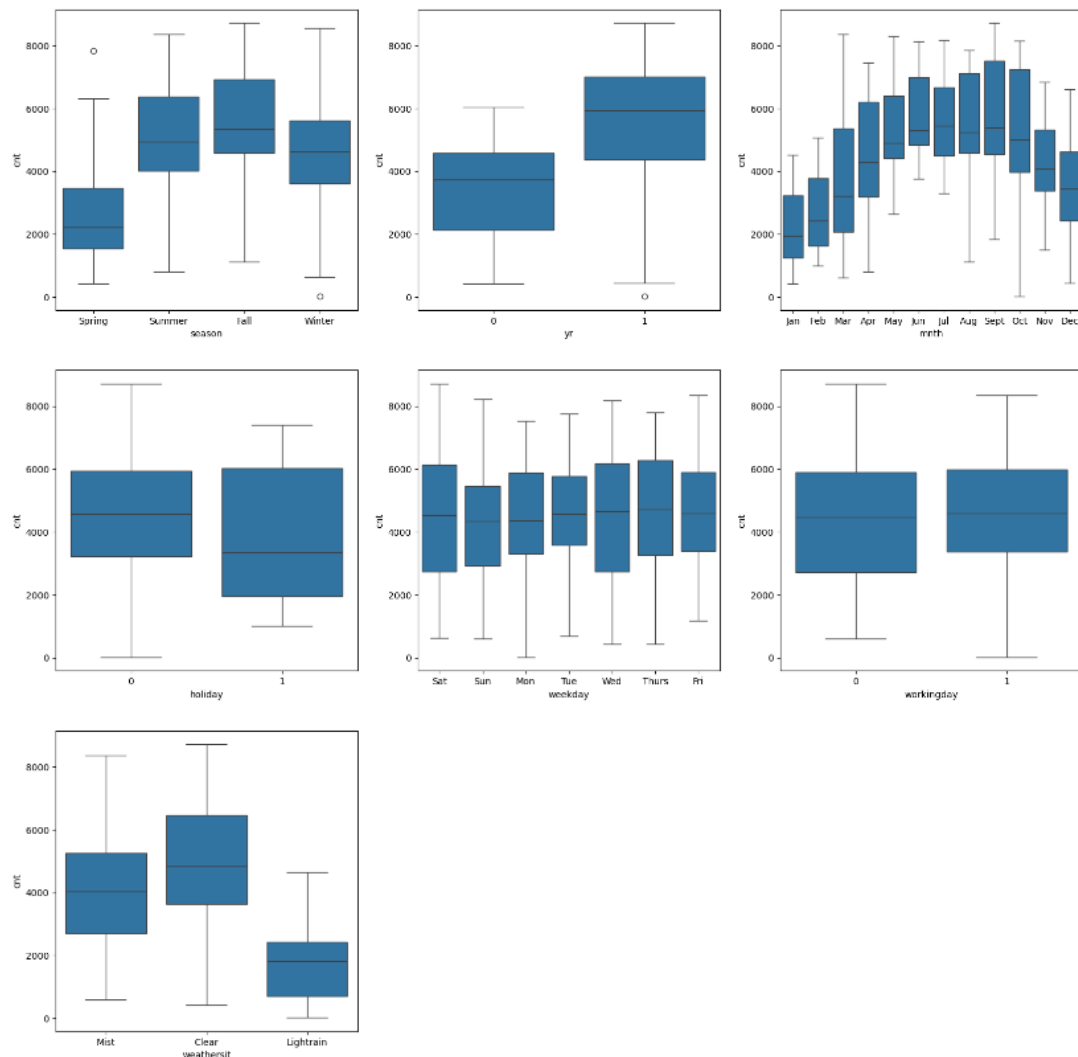 8000
6000
4000
2000
0
cnt
Spring Summer Fall Winter
season
8000
6000
4000
2000
0
cnt
0 1
yr
8000
6000
4000
2000
0
cnt
Jan Feb Mar Apr May Jun Jul Aug Sept Oct Nov Dec
mnth
8000
6000
4000
2000
0
cnt
0 1
holiday
8000
6000
4000
2000
0
cnt
Sat Sun Mon Tue Wed Thurs Fri
weekday
8000
6000
4000
2000
0
cnt
0 1
workingday
8000
6000
4000
2000
0
cnt
Mist Clear Lightrain
weathersit